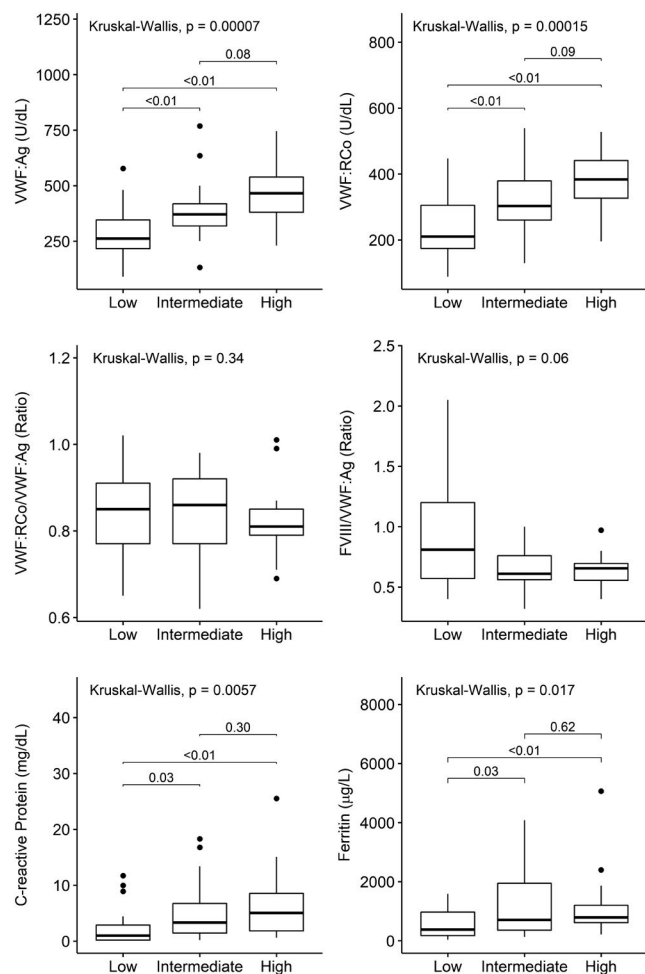 VWF:Ag (U/dL)
1250
1000
750
500
250
Kruskal-Wallis, p = 0.00007
0.08
<0.01
<0.01
Low Intermediate High
VWF:RCo (U/dL)
800
600
400
200
Kruskal-Wallis, p = 0.00015
0.09
<0.01
<0.01
Low Intermediate High
VWF:RCo/VWF:Ag (Ratio)
1.2
1.0
0.8
0.6
Kruskal-Wallis, p = 0.34
Low Intermediate High
FVIII/VWF:Ag (Ratio)
2.5
2.0
1.5
1.0
0.5
Kruskal-Wallis, p = 0.06
Low Intermediate High
C-reactive Protein (mg/dL)
40
30
20
10
0
Kruskal-Wallis, p = 0.0057
0.30
<0.01
0.03
Low Intermediate High
Ferritin (μg/L)
8000
6000
4000
2000
0
Kruskal-Wallis, p = 0.017
0.62
<0.01
0.03
Low Intermediate High